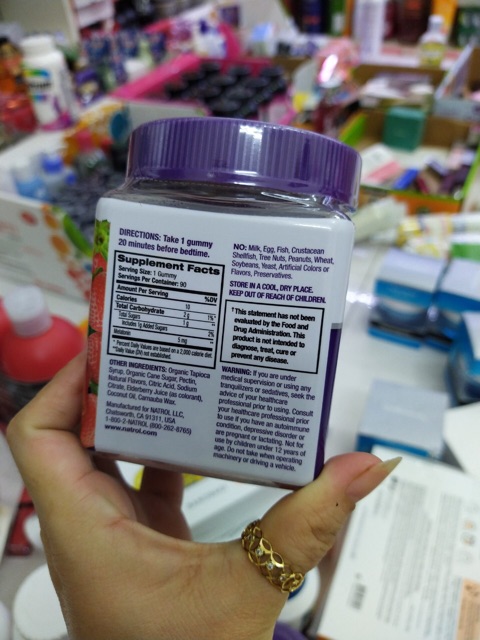 DIRECTIONS: Take 1 gummy
20 minutes before bedtime.
Supplement Facts
Serving Size: 1 Gummy
Servings Per Container: 90
Amount Per Serving %DV
Calories 10
Total Carbohydrate 2 g 1%*
Total Sugars 1 g **
Includes 1g Added Sugars 2%
Melatonin 5 mg **
* Percent Daily Values are based on a 2,000 calorie diet.
**Daily Value (DV) not established.
OTHER INGREDIENTS: Organic Tapioca
Syrup, Organic Cane Sugar, Pectin,
Natural Flavors, Citric Acid, Sodium
Citrate, Elderberry Juice (as colorant),
Coconut Oil, Carnauba Wax.
Manufactured for NATROL, LLC,
Chatsworth, CA 91311, USA
1-800-2-NATROL (800-262-8765)
www.natrol.com
NO: Milk, Egg, Fish, Crustacean
Shellfish, Tree Nuts, Peanuts, Wheat,
Soybeans, Yeast, Artificial Colors or
Flavors, Preservatives.
STORE IN A COOL, DRY PLACE.
KEEP OUT OF REACH OF CHILDREN.
†This statement has not been
evaluated by the Food and
Drug Administration. This
product is not intended to
diagnose, treat, cure or
prevent any disease.
WARNING: If you are under
medical supervision or using any
tranquilizers or sedatives, seek the
advice of your healthcare
professional prior to using. Consult
your healthcare professional prior
to use if you have an autoimmune
condition, depressive disorder or
are pregnant or lactating. Not for
use by children under 12 years of
age. Do not take when operating
machinery or driving a vehicle.